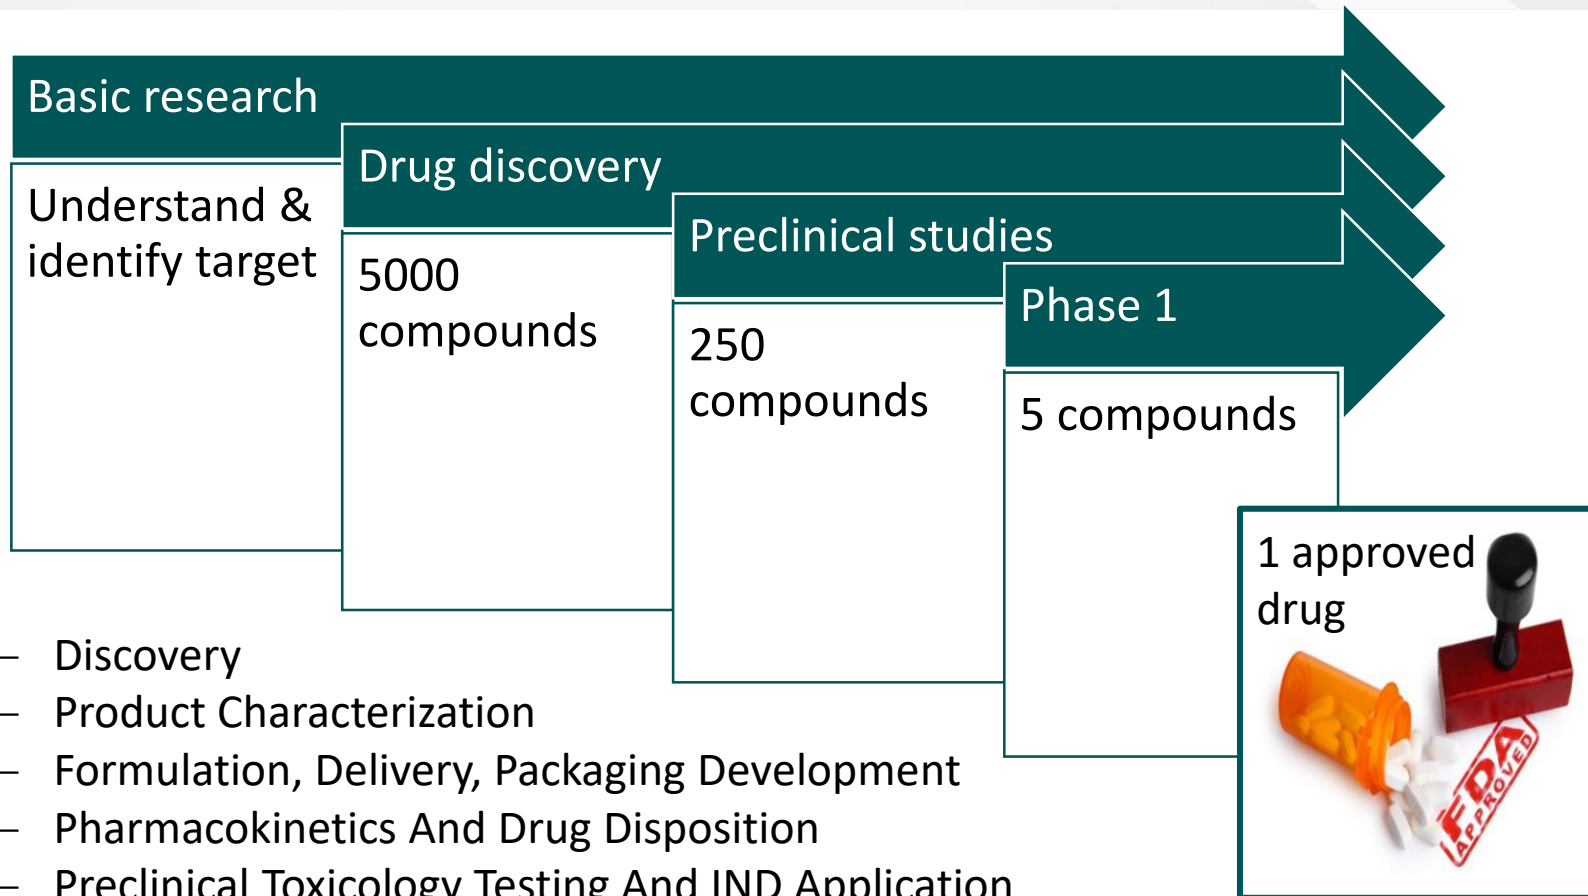 Basic research
Understand &
identify target
Drug discovery
5000
compounds
Preclinical studies
250
compounds
Phase 1
5 compounds
1 approved
drug
FDA
APPROVED
– Discovery
– Product Characterization
– Formulation, Delivery, Packaging Development
– Pharmacokinetics And Drug Disposition
– Preclinical Toxicology Testing And IND Application